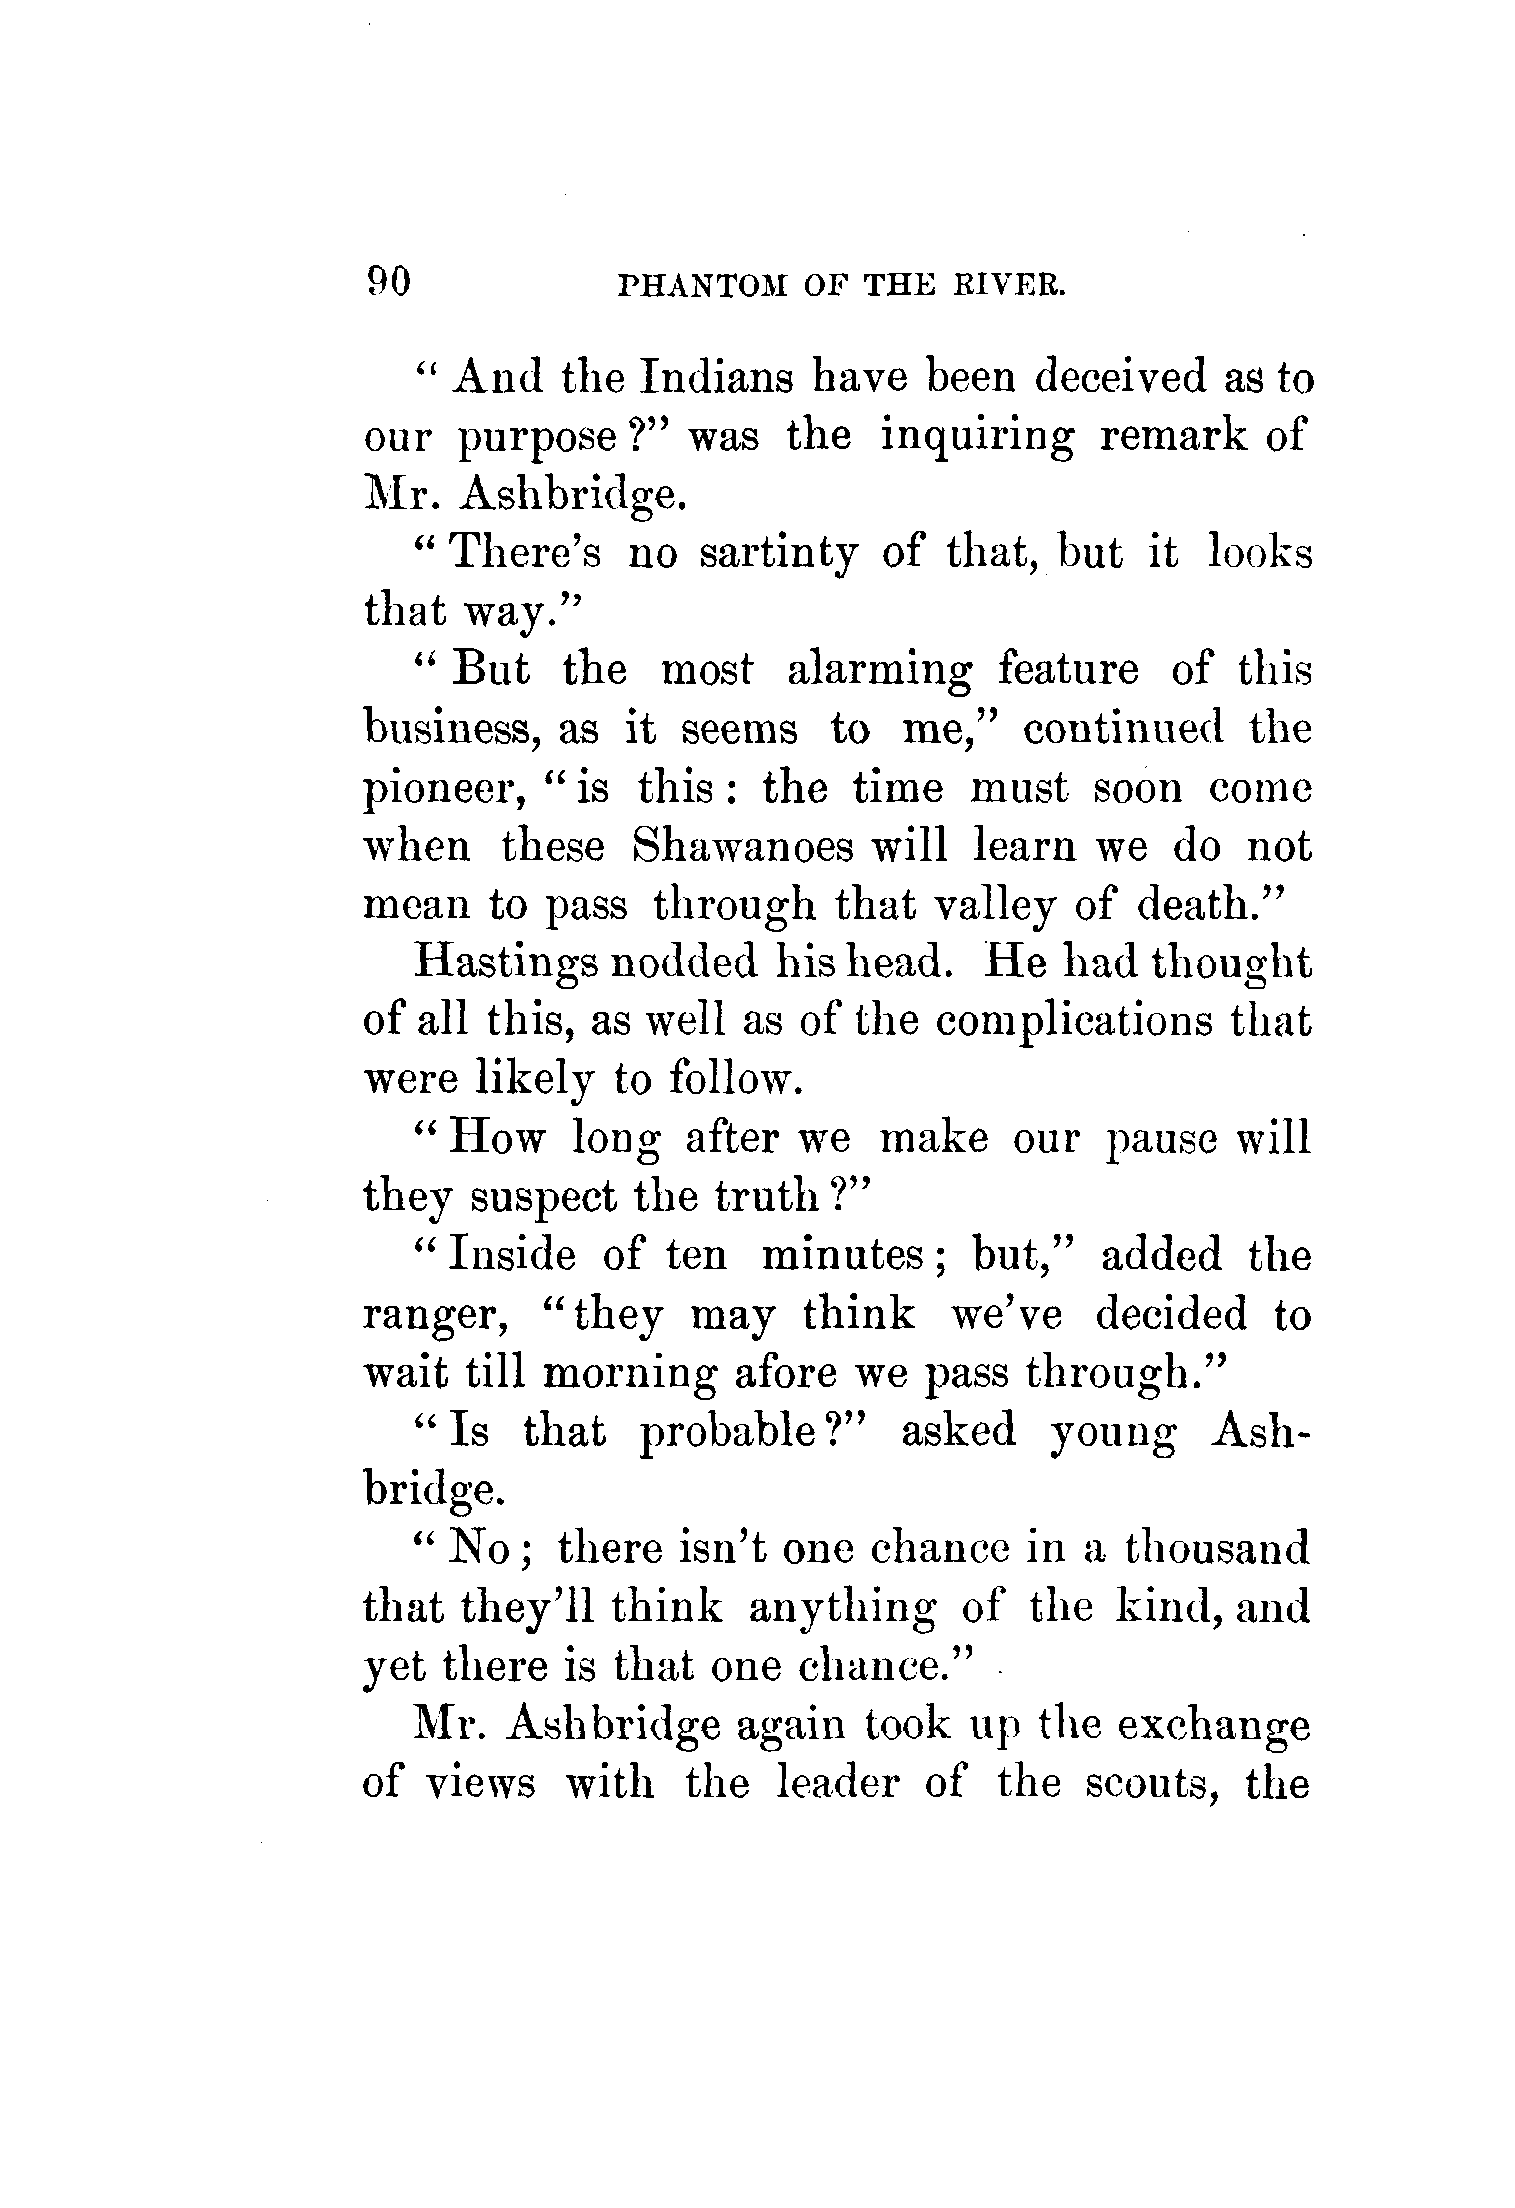 90 PHANTOM OF THE RIVER.
“ And the Indians have been deceived as to
our purpose ?” was the inquiring remark of
Mr. Ashbridge.
“ There’s no sartinty of that, but it looks
that way.”
“ But the most alarming feature of this
business, as it seems to me,” continued the
pioneer, “ is this : the time must soon come
when these Shawanoes will learn we do not
mean to pass through that valley of death.”
Hastings nodded his head. He had thought
of all this, as well as of the complications that
were likely to follow.
“ How long after we make our pause will
they suspect the truth ?”
“ Inside of ten minutes ; but,” added the
ranger, “ they may think we’ve decided to
wait till morning afore we pass through.”
“ Is that probable ?” asked young Ash-
bridge.
“ No ; there isn’t one chance in a thousand
that they’ll think anything of the kind, and
yet there is that one chance.”
Mr. Ashbridge again took up the exchange
of views with the leader of the scouts, the